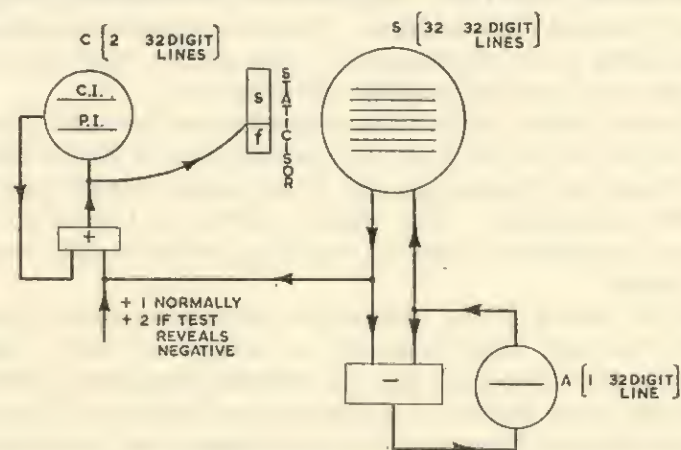 C [2 32 DIGIT
LINES]
S [32 32 DIGIT
LINES]
C.I.
P.I.
s
f
STATICISOR
+
+ 1 NORMALLY
+ 2 IF TEST
REVEALS
NEGATIVE
−
A [1 32 DIGIT
LINE]